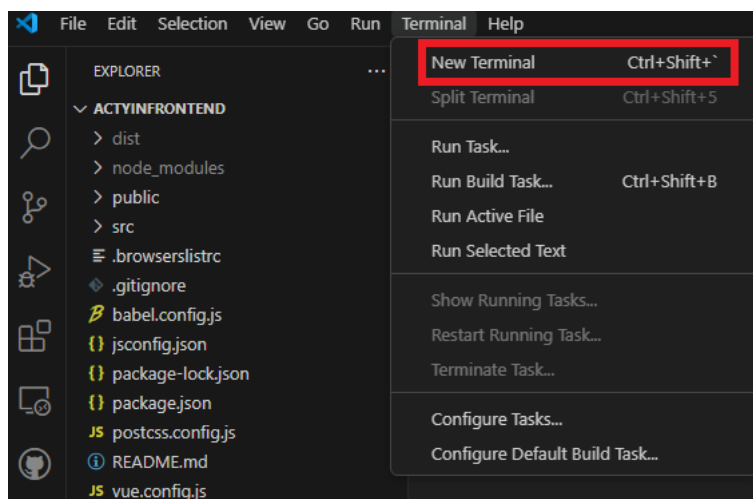 File Edit Selection View Go Run Terminal Help
EXPLORER ...
ACTYINFRONTEND
dist
node_modules
public
src
.browserslistrc
.gitignore
babel.config.js
jsconfig.json
package-lock.json
package.json
postcss.config.js
README.md
vue.config.js
New Terminal Ctrl+Shift+`
Split Terminal Ctrl+Shift+5
Run Task...
Run Build Task... Ctrl+Shift+B
Run Active File
Run Selected Text
Show Running Tasks...
Restart Running Task...
Terminate Task...
Configure Tasks...
Configure Default Build Task...